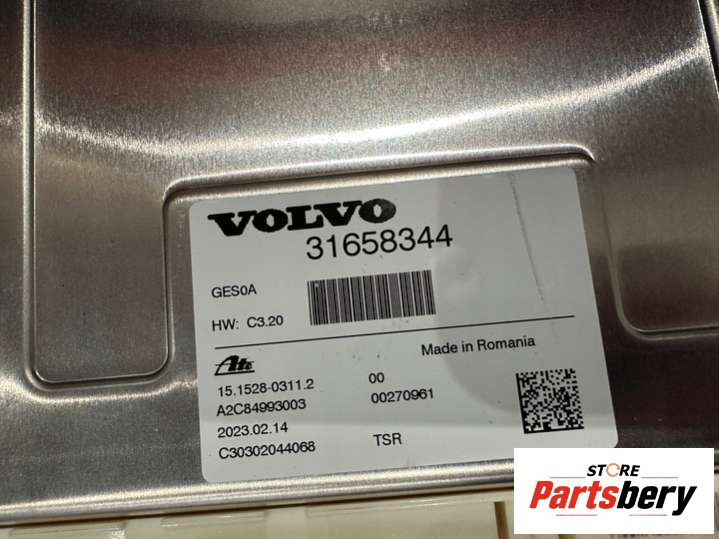 VOLVO
31658344
GES0A
HW: C3.20
Ate
Made in Romania
15.1528-0311.2 00
A2C84993003 00270961
2023.02.14
C30302044068 TSR
STORE
Partsbery